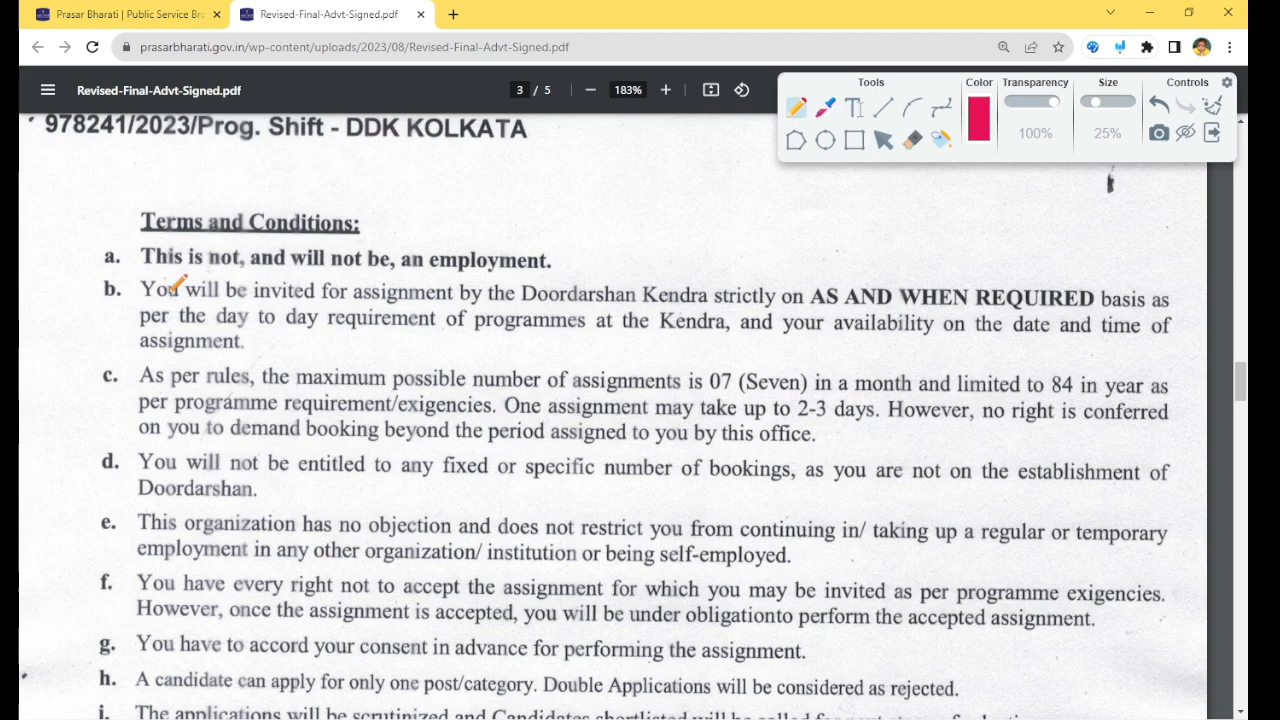 Prasar Bharati | Public Service Bro
Revised-Final-Advt-Signed.pdf
prasarbharati.gov.in/wp-content/uploads/2023/08/Revised-Final-Advt-Signed.pdf
Revised-Final-Advt-Signed.pdf
3 / 5
183%
Tools
Color
Transparency
Size
Controls
100%
25%
978241/2023/Prog. Shift - DDK KOLKATA
Terms and Conditions:
a. This is not, and will not be, an employment.
b. You will be invited for assignment by the Doordarshan Kendra strictly on AS AND WHEN REQUIRED basis as
per the day to day requirement of programmes at the Kendra, and your availability on the date and time of
assignment.
c. As per rules, the maximum possible number of assignments is 07 (Seven) in a month and limited to 84 in year as
per programme requirement/exigencies. One assignment may take up to 2-3 days. However, no right is conferred
on you to demand booking beyond the period assigned to you by this office.
d. You will not be entitled to any fixed or specific number of bookings, as you are not on the establishment of
Doordarshan.
e. This organization has no objection and does not restrict you from continuing in/ taking up a regular or temporary
employment in any other organization/ institution or being self-employed.
f. You have every right not to accept the assignment for which you may be invited as per programme exigencies.
However, once the assignment is accepted, you will be under obligationto perform the accepted assignment.
g. You have to accord your consent in advance for performing the assignment.
h. A candidate can apply for only one post/category. Double Applications will be considered as rejected.
i. The applications will be scrutinized and Candidates shortlisted will be called for